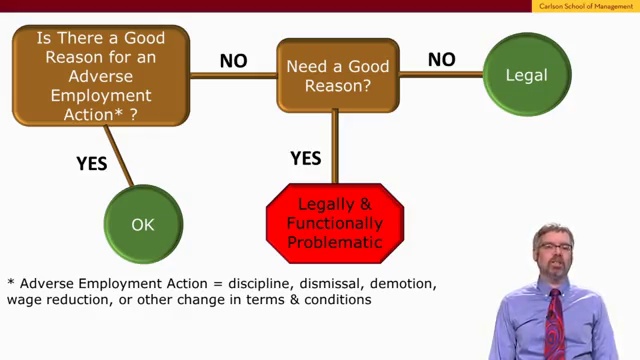 Carlson School of Management
Is There a Good
Reason for an
Adverse
Employment
Action* ?
NO
Need a Good
Reason?
NO
Legal
YES
YES
OK
Legally &
Functionally
Problematic
* Adverse Employment Action = discipline, dismissal, demotion,
wage reduction, or other change in terms & conditions